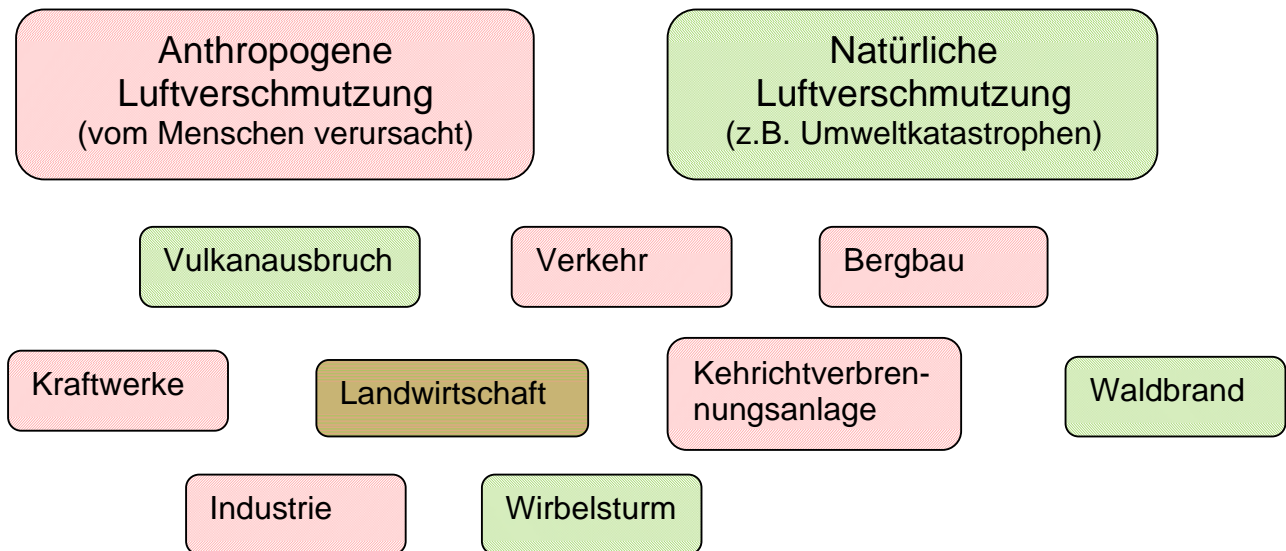 Anthropogene
Luftverschmutzung
(vom Menschen verursacht)
Natürliche
Luftverschmutzung
(z.B. Umweltkatastrophen)
Vulkanausbruch
Verkehr
Bergbau
Kraftwerke
Landwirtschaft
Kehrichtverbren-
nungsanlage
Waldbrand
Industrie
Wirbelsturm